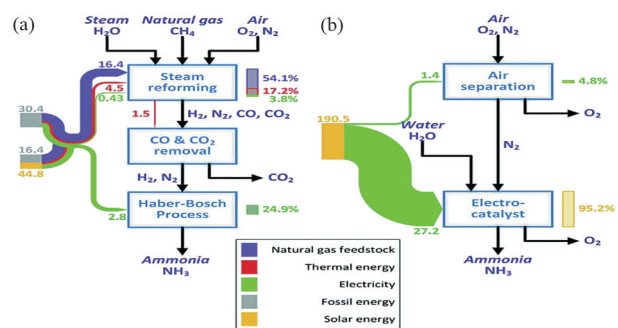 (a)
Steam
H₂O
Natural gas
CH₄
Air
O₂, N₂
16.4
4.5
0.43
Steam
reforming
54.1%
17.2%
3.8%
1.5
H₂, N₂, CO, CO₂
30.4
16.4
44.8
CO & CO₂
removal
H₂, N₂
CO₂
2.8
Haber-Bosch
Process
24.9%
Ammonia
NH₃
(b)
Air
O₂, N₂
1.4
Air
separation
4.8%
O₂
190.5
Water
H₂O
N₂
27.2
Electro-
catalyst
95.2%
O₂
Ammonia
NH₃
Natural gas feedstock
Thermal energy
Electricity
Fossil energy
Solar energy